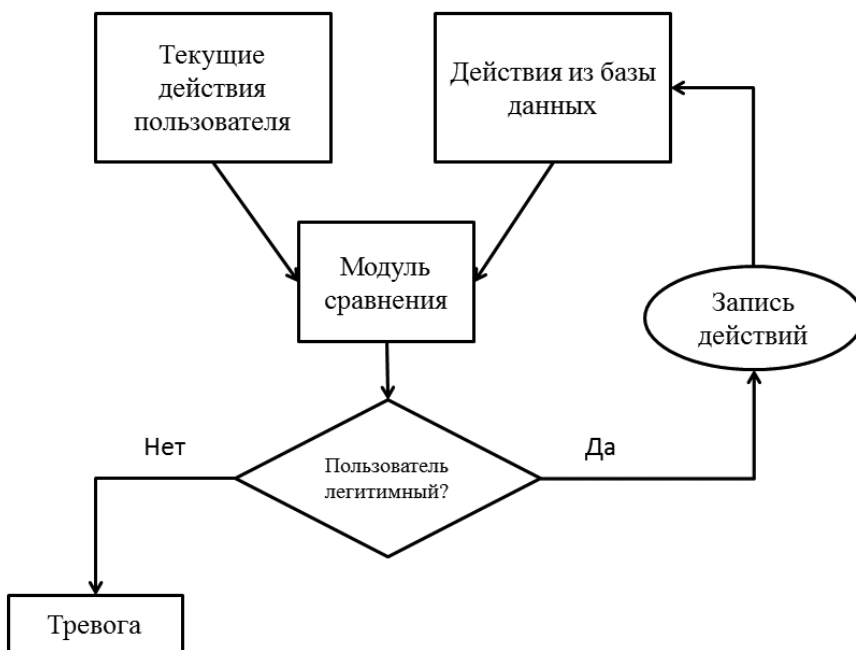 Текущие
действия
пользователя
Действия из базы
данных
Модуль
сравнения
Запись
действий
Нет
Да
Пользователь
легитимный?
Тревога